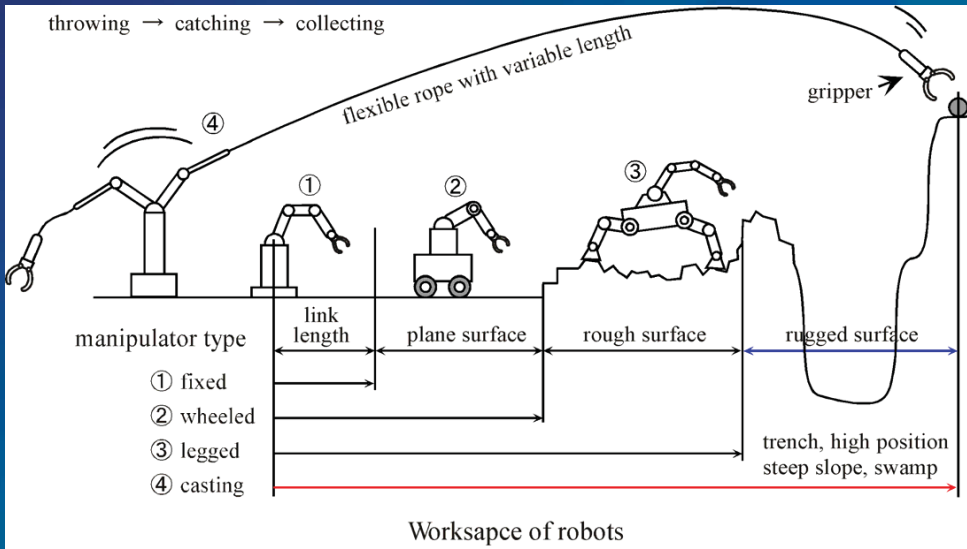 throwing → catching → collecting
flexible rope with variable length
gripper
④
①
②
③
manipulator type
link
length
plane surface
rough surface
rugged surface
① fixed
② wheeled
③ legged
④ casting
trench, high position
steep slope, swamp
Worksapce of robots